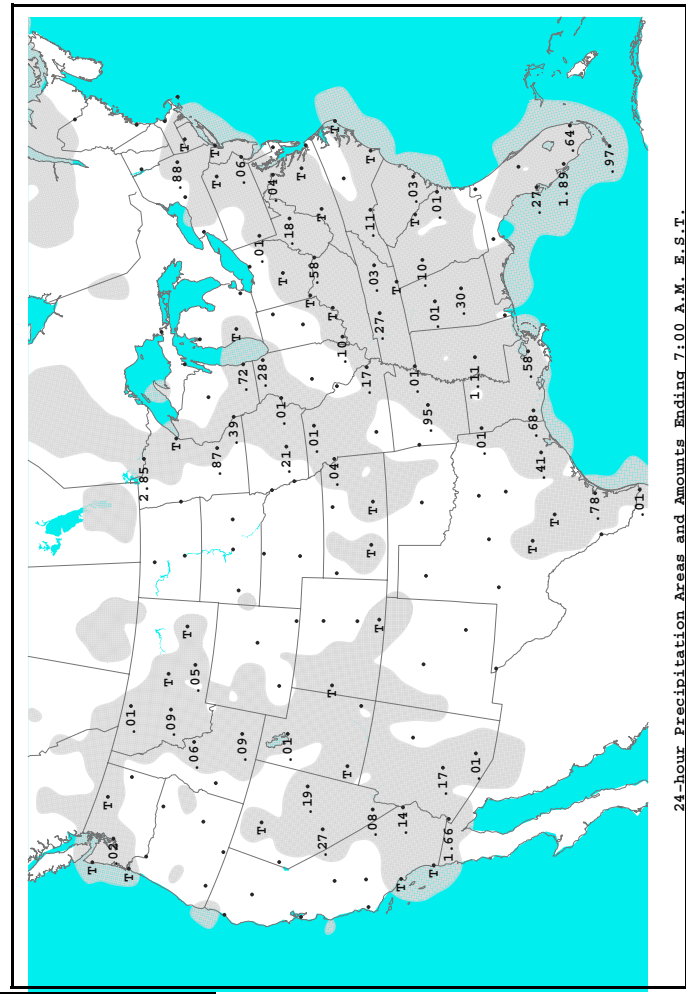 T
.02
T
T
.01
2.85
.09
T
T
.88
T
T
.06
.05
T
T
.87
.39
T
.06
.09
.72
.01
T
.28
.04
.01
T
.21
.01
.18
T
.19
T
.01
.58
T
.27
T
T
.04
T
.10
T
.17
T
.11
T
T
.08
.03
T
.27
T
T
.14
.03
T
.01
.10
.95
T
.01
.01
.17
1.66
.30
1.11
.01
.01
.58
T
.68
.27
.41
T
1.89
.64
.78
.97
.01
24-hour Precipitation Areas and Amounts Ending 7:00 A.M. E.S.T.